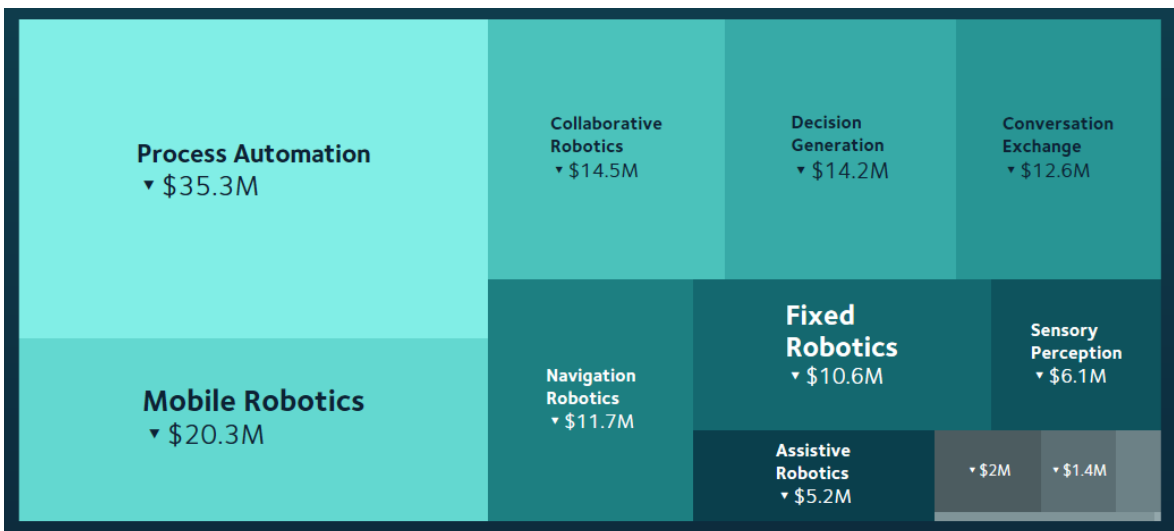 Process Automation
▼ $35.3M
Mobile Robotics
▼ $20.3M
Collaborative
Robotics
▼ $14.5M
Decision
Generation
▼ $14.2M
Conversation
Exchange
▼ $12.6M
Navigation
Robotics
▼ $11.7M
Fixed
Robotics
▼ $10.6M
Sensory
Perception
▼ $6.1M
Assistive
Robotics
▼ $5.2M
▼ $2M
▼ $1.4M